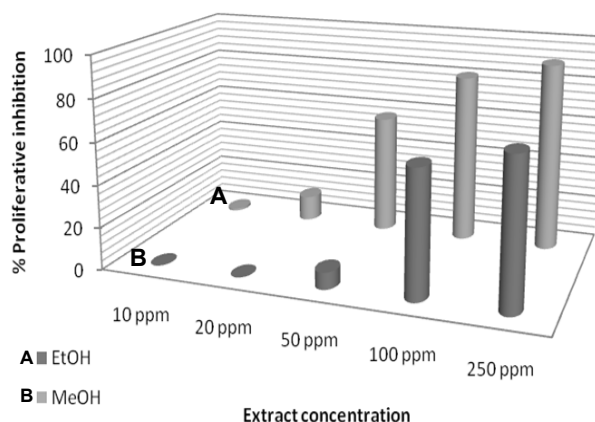 % Proliferative inhibition
100
80
60
40
20
0
A
B
10 ppm
20 ppm
50 ppm
100 ppm
250 ppm
A EtOH
B MeOH
Extract concentration